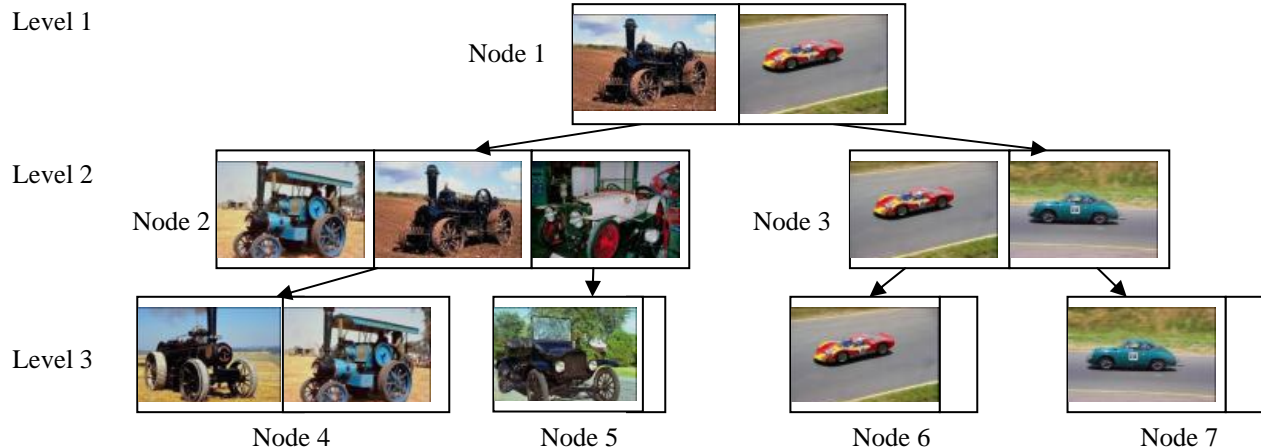 Level 1
Node 1
Level 2
Node 2
Node 3
Level 3
Node 4
Node 5
Node 6
Node 7